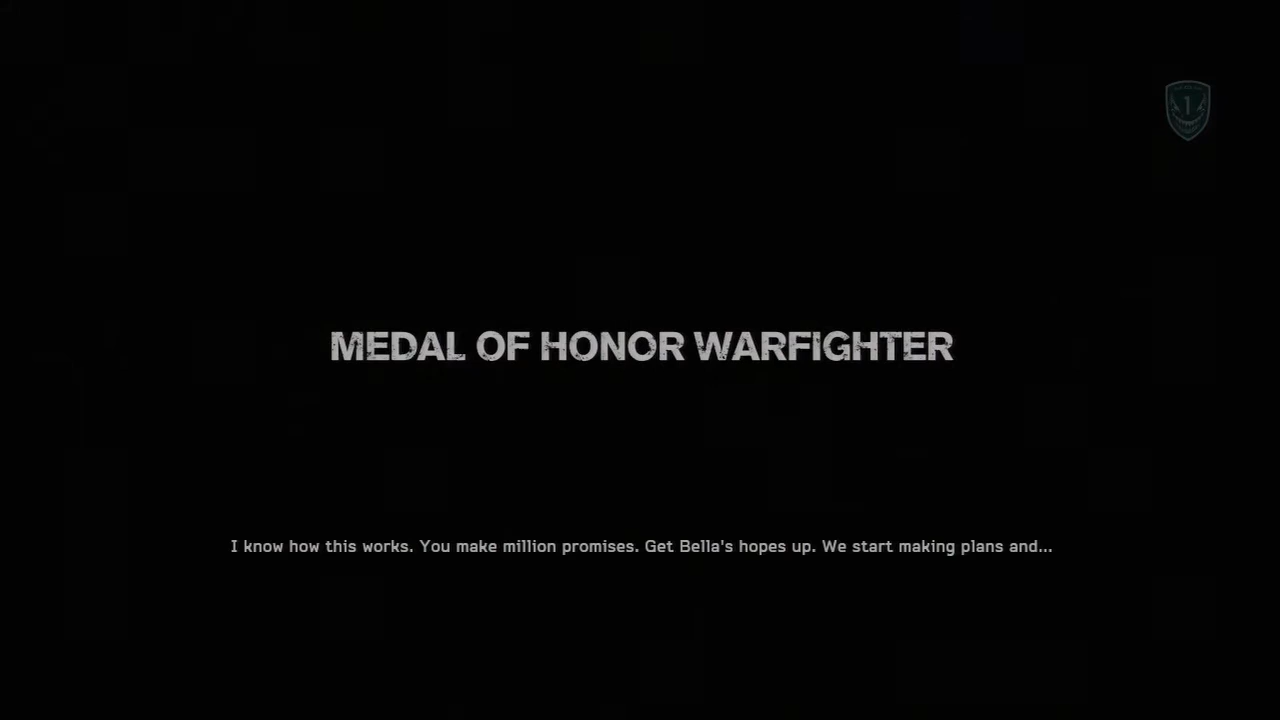 1
MEDAL OF HONOR WARFIGHTER
I know how this works. You make million promises. Get Bella's hopes up. We start making plans and...